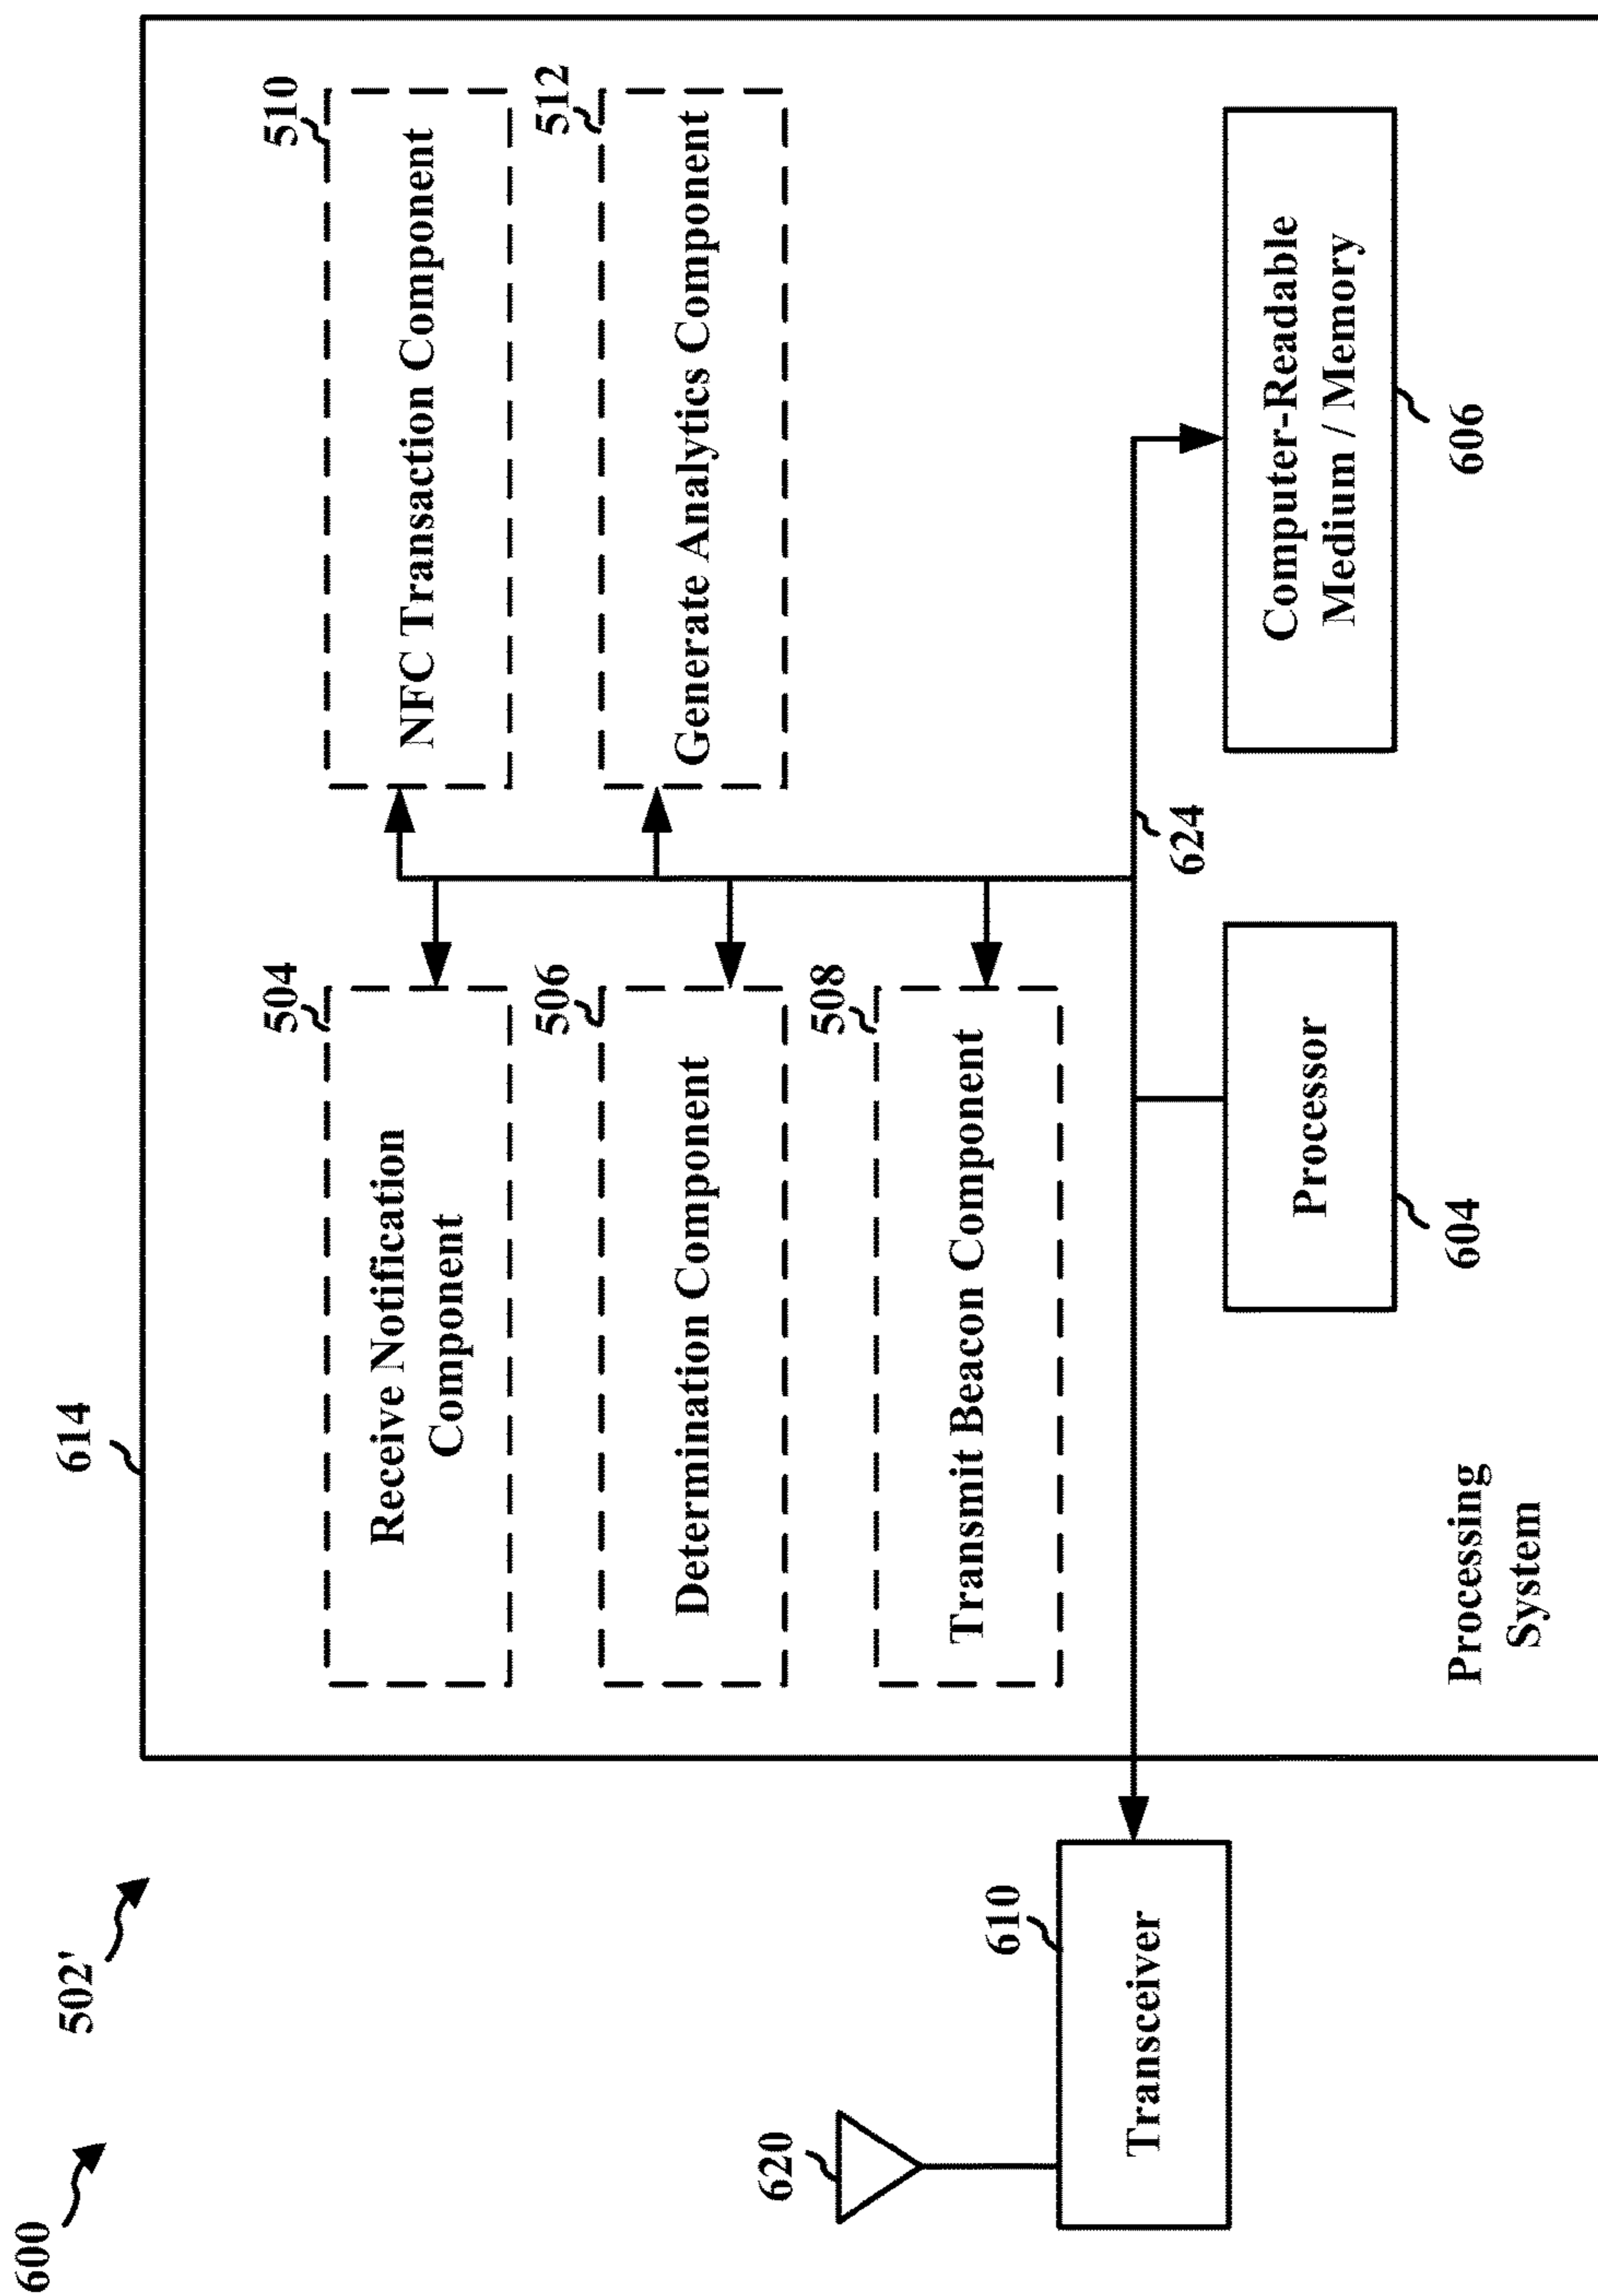 600
502'
614
504
Receive Notification
Component
510
NFC Transaction Component
506
Determination Component
512
Generate Analytics Component
508
Transmit Beacon Component
620
610
Transceiver
624
Processor
604
Computer-Readable
Medium / Memory
606
Processing
System